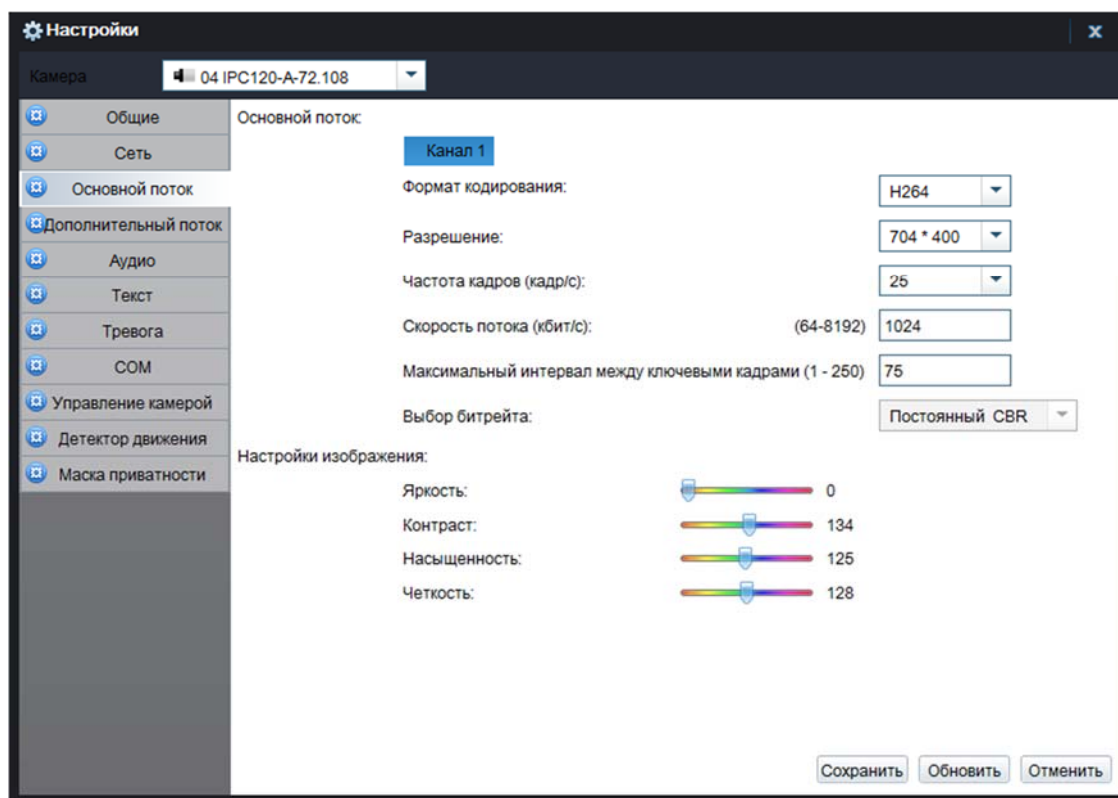 Настройки
Камера 04 IPC120-A-72.108
Общие
Сеть
Основной поток
Дополнительный поток
Аудио
Текст
Тревога
COM
Управление камерой
Детектор движения
Маска приватности
Основной поток:
Канал 1
Формат кодирования: H264
Разрешение: 704 * 400
Частота кадров (кадр/с): 25
Скорость потока (кбит/с): (64-8192) 1024
Максимальный интервал между ключевыми кадрами (1 - 250) 75
Выбор битрейта: Постоянный CBR
Настройки изображения:
Яркость: 0
Контраст: 134
Насыщенность: 125
Четкость: 128
Сохранить Обновить Отменить